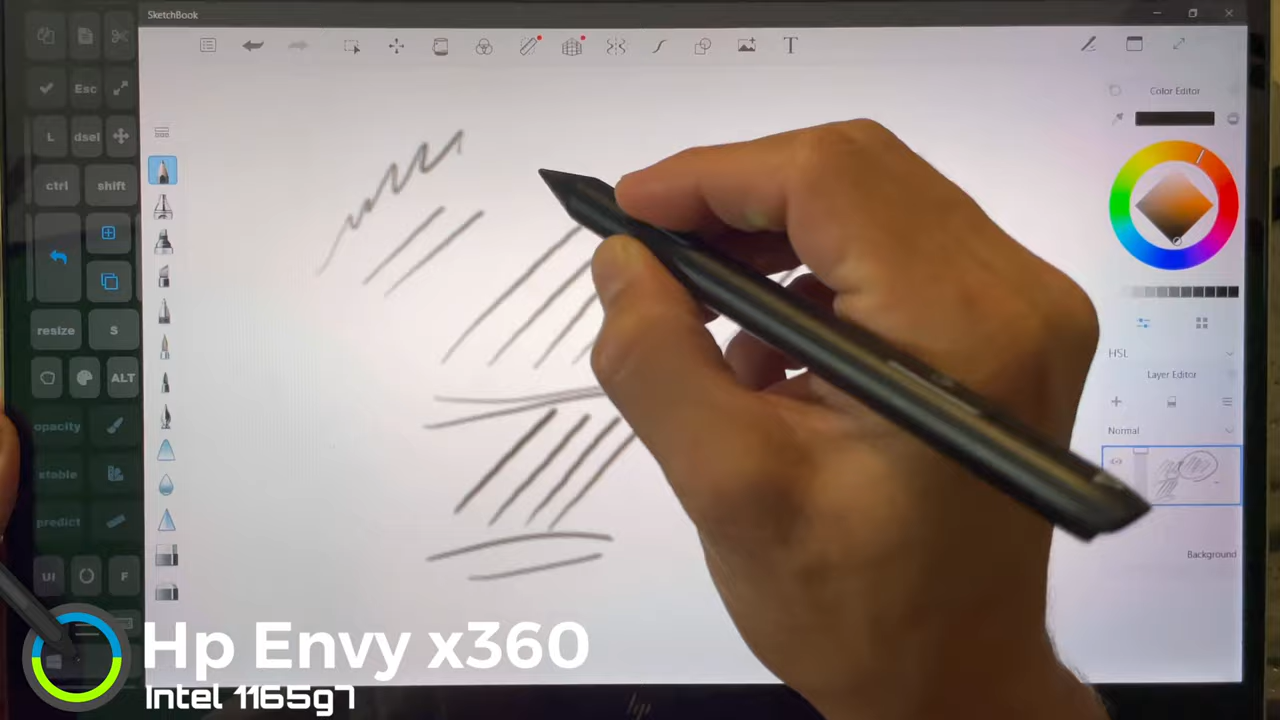 SketchBook
T
Esc
Color Editor
L
dsel
ctrl
shift
resize
S
HSL
ALT
Layer Editor
opacity
Normal
stable
predict
Background
UI
F
Hp Envy x360
Intel 1165g7
hp